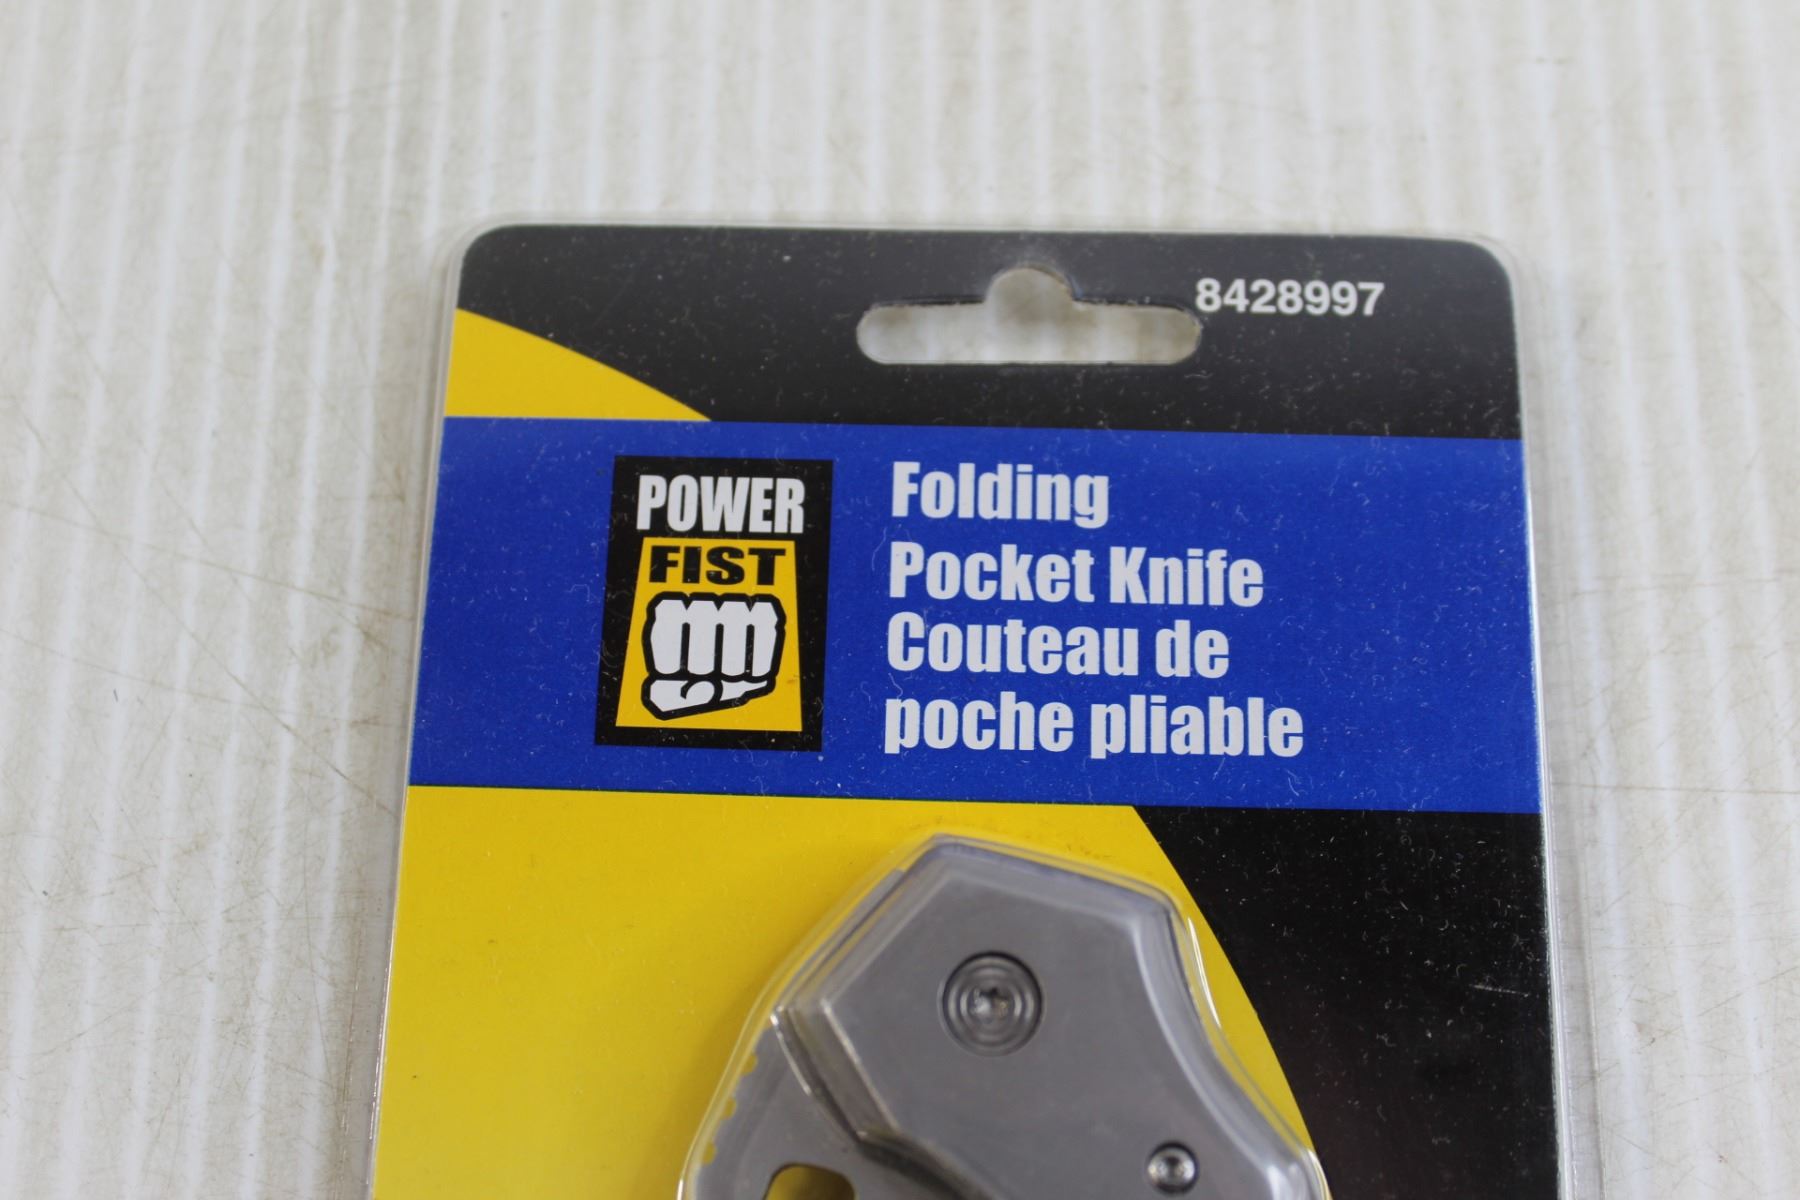 8428997
POWER
FIST
Folding
Pocket Knife
Couteau de
poche pliable